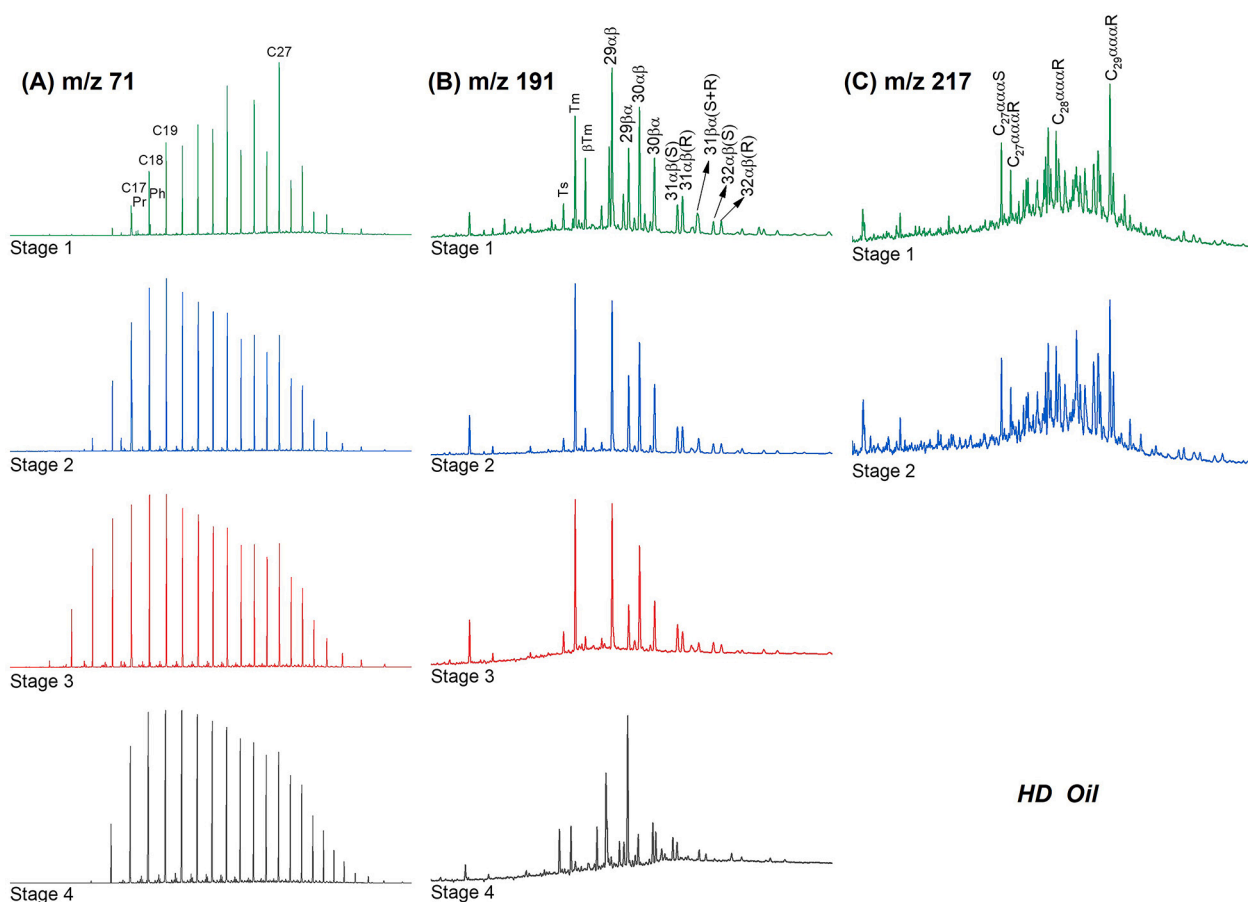 (A) m/z 71
C17
Pr
C18
Ph
C19
C27
Stage 1
Stage 2
Stage 3
Stage 4
(B) m/z 191
Ts
Tm
βTm
29αβ
29βα
30αβ
30βα
31αβ(S)
31αβ(R)
31βα(S+R)
32αβ(S)
32αβ(R)
Stage 1
Stage 2
Stage 3
Stage 4
(C) m/z 217
C₂₇αααS
C₂₇αααR
C₂₈αααR
C₂₉αααR
Stage 1
Stage 2
HD Oil